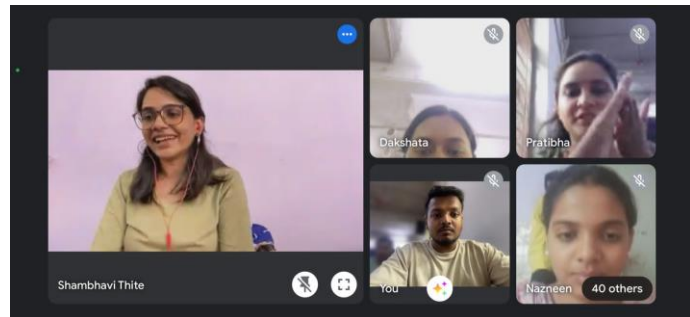 Dakshata
Pratibha
Shambhavi Thite
You
Nazneen
40 others